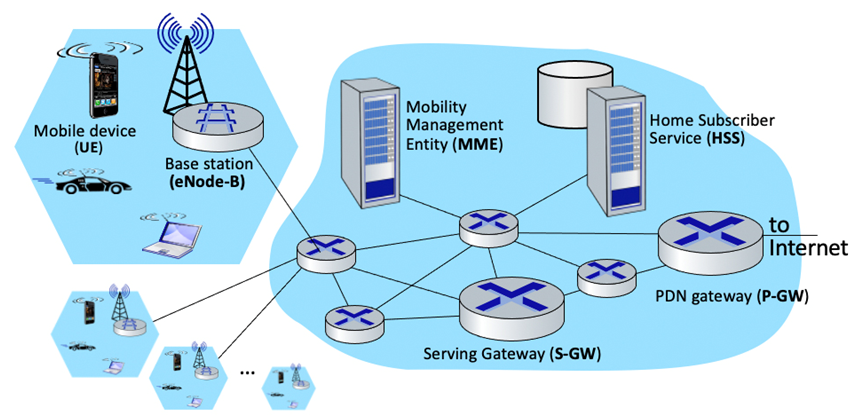 Mobile device
(UE)
Base station
(eNode-B)
Mobility
Management
Entity (MME)
Home Subscriber
Service (HSS)
to
Internet
PDN gateway (P-GW)
Serving Gateway (S-GW)
...